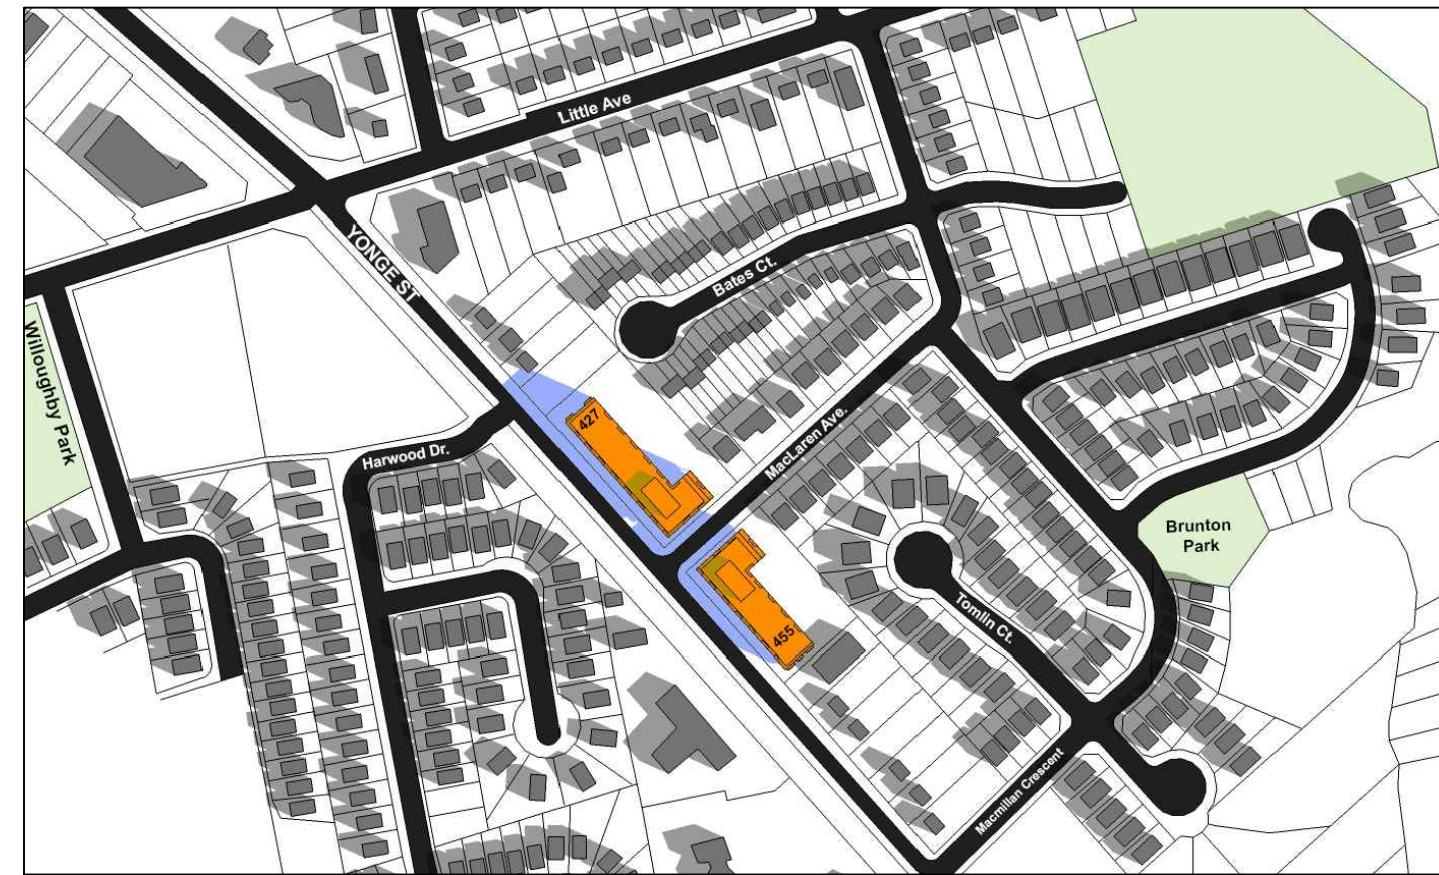 Little Ave
YONGE ST
Bates Ct.
Willoughby Park
427
MacLaren Ave.
Harwood Dr.
Brunton
Park
Tomlin Ct.
455
Macmillan Crescent